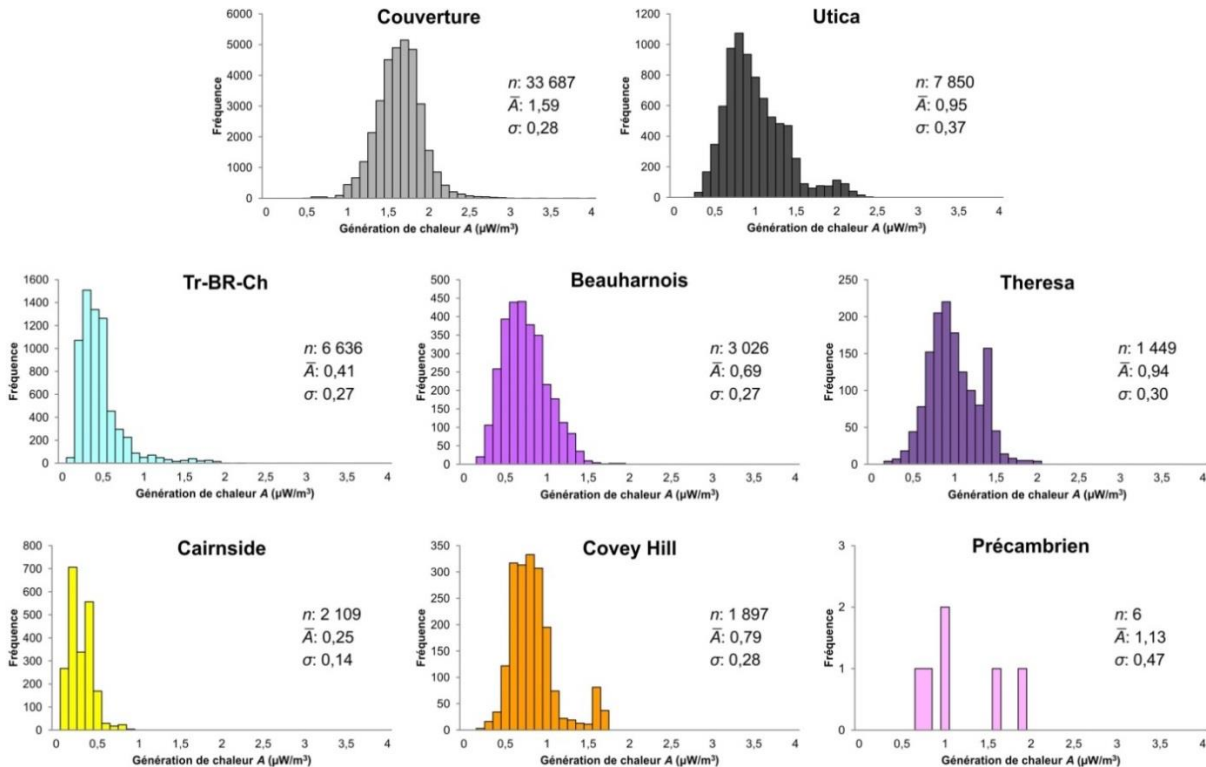 Couverture
Fréquence
6000
5000
4000
3000
2000
1000
0
n: 33 687
A̅: 1,59
σ: 0,28
0 0,5 1 1,5 2 2,5 3 3,5 4
Génération de chaleur A (µW/m³)
Utica
Fréquence
1200
1000
800
600
400
200
0
n: 7 850
A̅: 0,95
σ: 0,37
0 0,5 1 1,5 2 2,5 3 3,5 4
Génération de chaleur A (µW/m³)
Tr-BR-Ch
Fréquence
1600
1400
1200
1000
800
600
400
200
0
n: 6 636
A̅: 0,41
σ: 0,27
0 0,5 1 1,5 2 2,5 3 3,5 4
Génération de chaleur A (µW/m³)
Beauharnois
Fréquence
500
450
400
350
300
250
200
450
100
50
0
n: 3 026
A̅: 0,69
σ: 0,27
0 0,5 1 1,5 2 2,5 3 3,5 4
Génération de chaleur A (µW/m³)
Theresa
Fréquence
250
200
150
100
50
0
n: 1 449
A̅: 0,94
σ: 0,30
0 0,5 1 1,5 2 2,5 3 3,5 4
Génération de chaleur A (µW/m³)
Cairnside
Fréquence
800
700
600
500
400
300
200
100
0
n: 2 109
A̅: 0,25
σ: 0,14
0 0,5 1 1,5 2 2,5 3 3,5 4
Génération de chaleur A (µW/m³)
Covey Hill
Fréquence
350
300
250
200
150
100
50
0
n: 1 897
A̅: 0,79
σ: 0,28
0 0,5 1 1,5 2 2,5 3 3,5 4
Génération de chaleur A (µW/m³)
Précambrien
Fréquence
3
2
1
0
n: 6
A̅: 1,13
σ: 0,47
0 0,5 1 1,5 2 2,5 3 3,5 4
Génération de chaleur A (µW/m³)